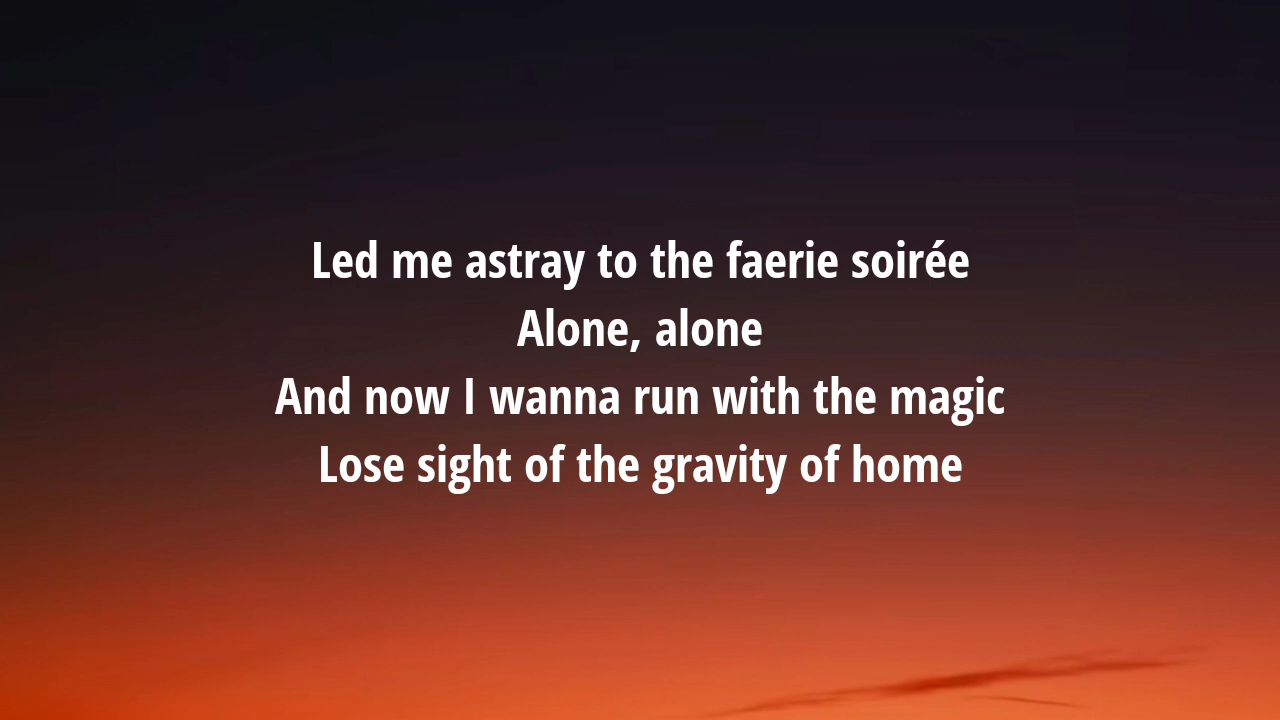 Led me astray to the faerie soirée
Alone, alone
And now I wanna run with the magic
Lose sight of the gravity of home